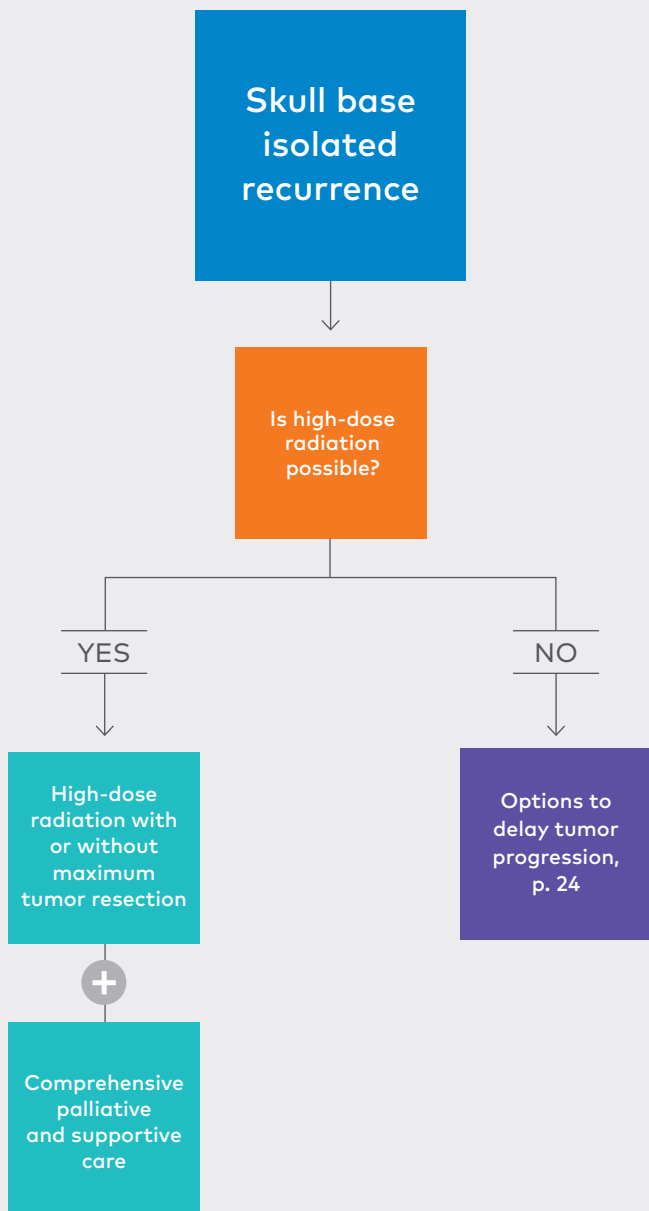 Skull base
isolated
recurrence
Is high-dose
radiation
possible?
YES
NO
High-dose
radiation with
or without
maximum
tumor resection
Options to
delay tumor
progression,
p. 24
+
Comprehensive
palliative
and supportive
care